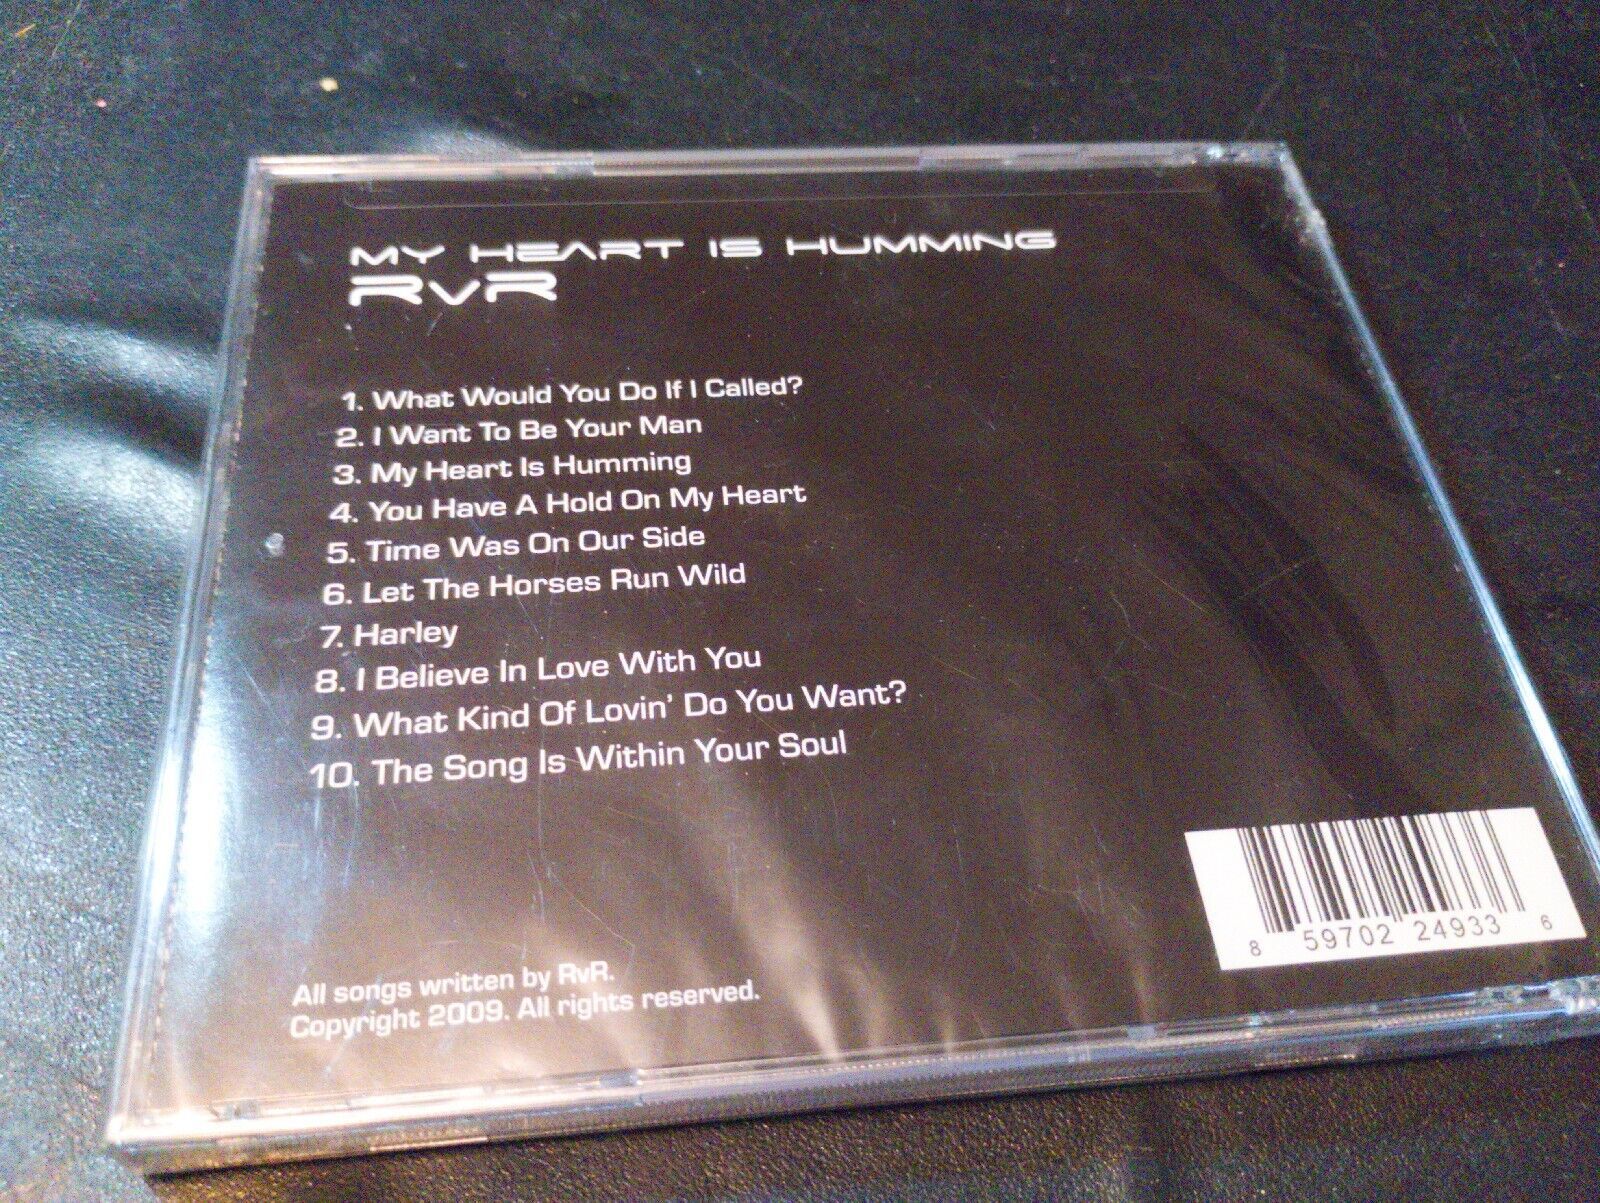 MY HEART IS HUMMING
RvR
1. What Would You Do If I Called?
2. I Want To Be Your Man
3. My Heart Is Humming
4. You Have A Hold On My Heart
5. Time Was On Our Side
6. Let The Horses Run Wild
7. Harley
8. I Believe In Love With You
9. What Kind Of Lovin' Do You Want?
10. The Song Is Within Your Soul
8 59702 24933 6
All songs written by RvR.
Copyright 2009. All rights reserved.